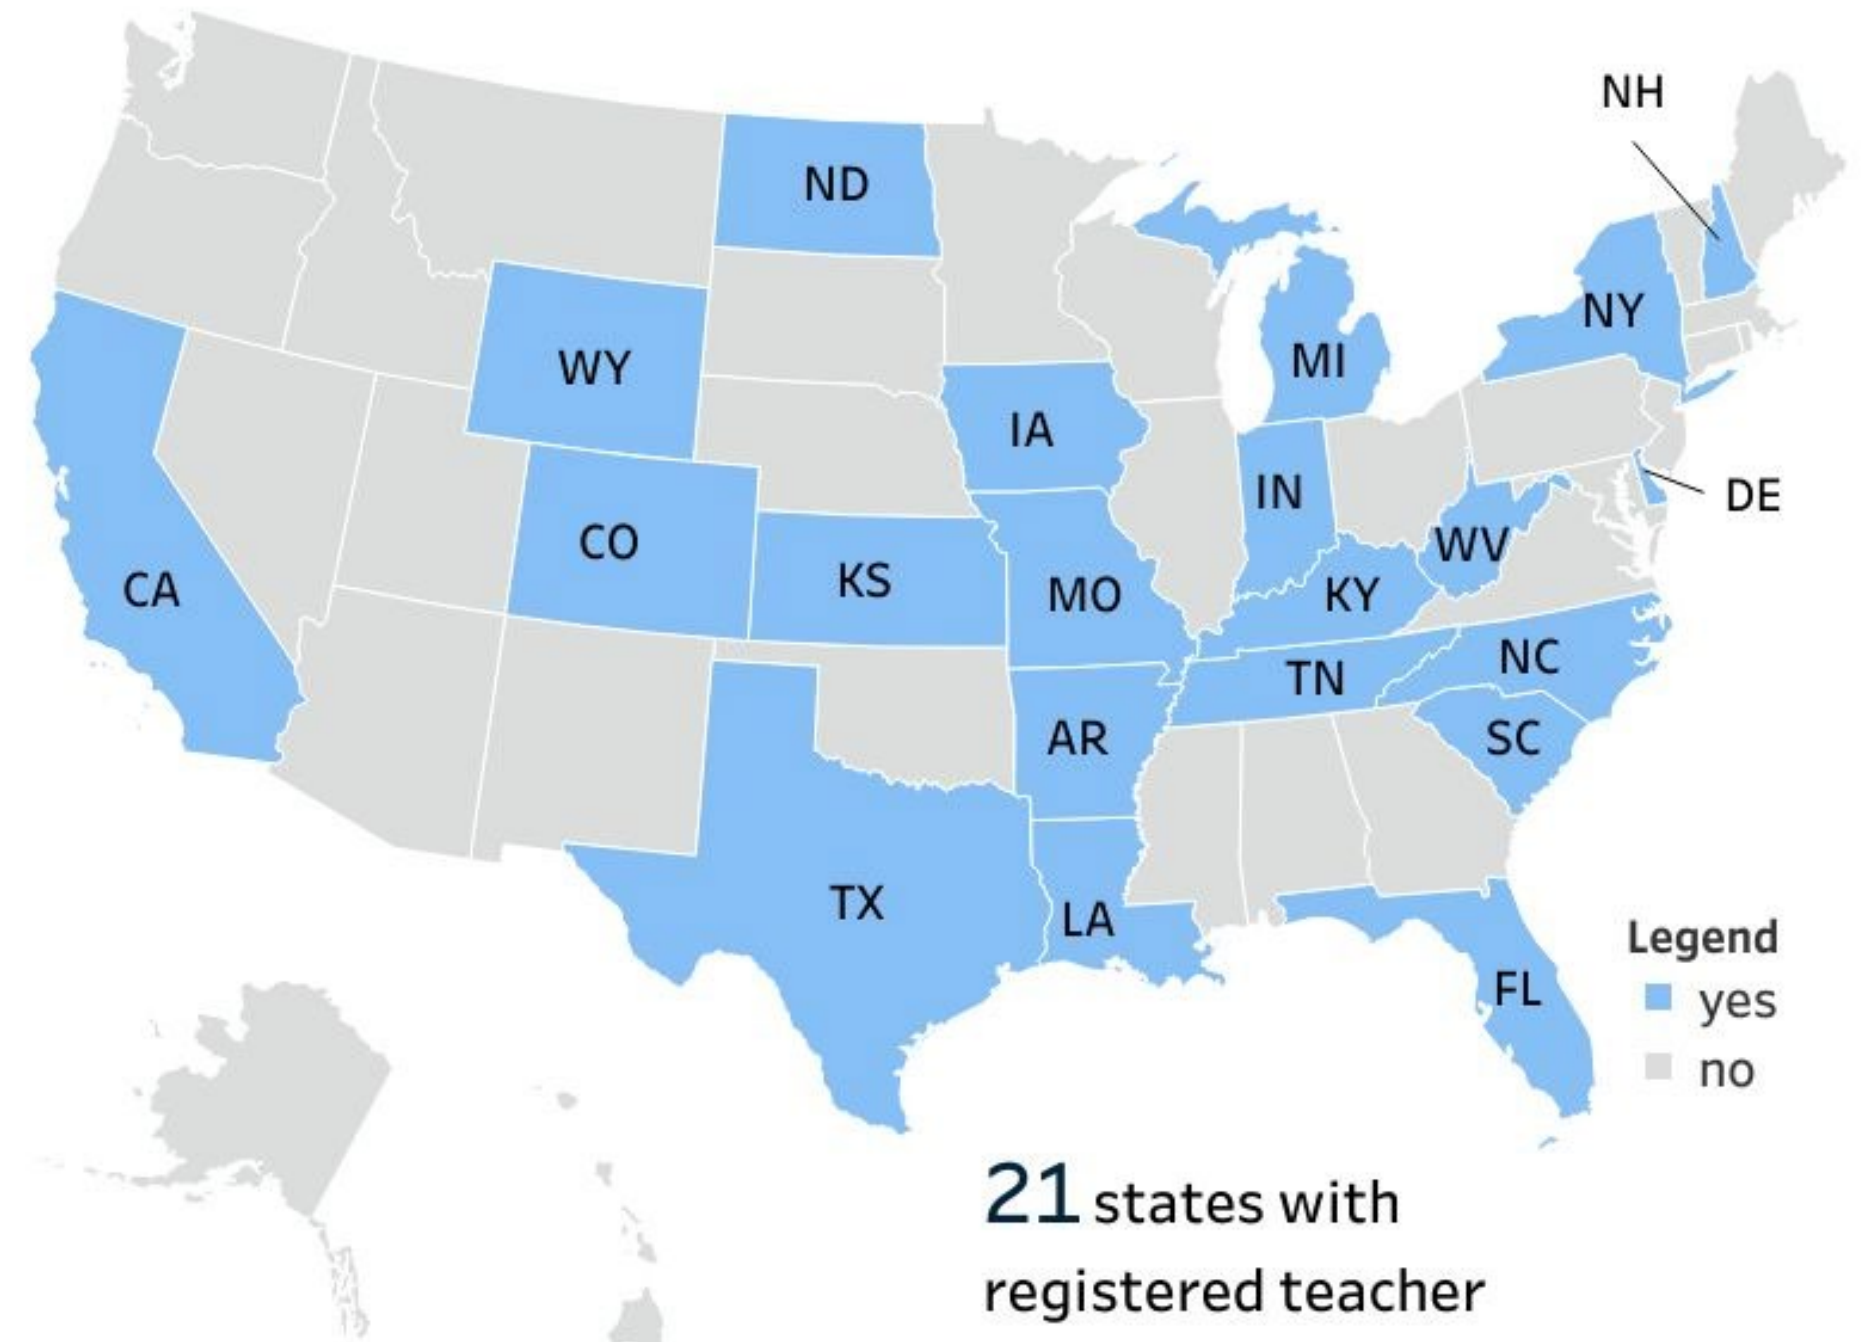 NH
ND
NY
WY
MI
IA
IN
DE
CO
WV
KS
CA
MO
KY
NC
TN
AR
SC
TX
LA
FL
Legend
yes
no
21 states with
registered teacher